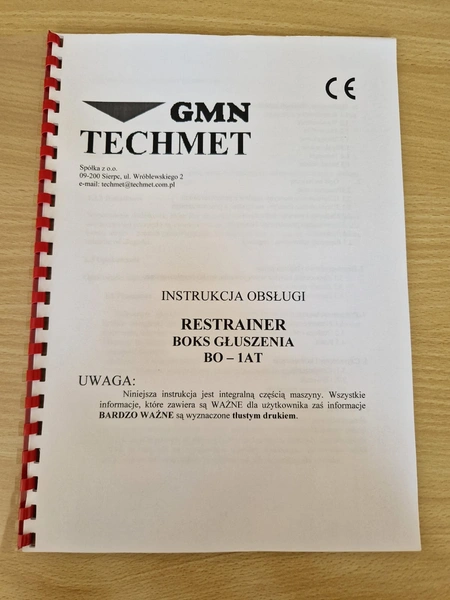 CE
GMN
TECHMET
Spółka z o.o.
09-200 Sierpc, ul. Wróblewskiego 2
e-mail: techmet@techmet.com.pl
INSTRUKCJA OBSŁUGI
RESTRAINER
BOKS GŁUSZENIA
BO – 1AT
UWAGA:
Niniejsza instrukcja jest integralną częścią maszyny. Wszystkie
informacje, które zawiera są WAŻNE dla użytkownika zaś informacje
BARDZO WAŻNE są wyznaczone tłustym drukiem.